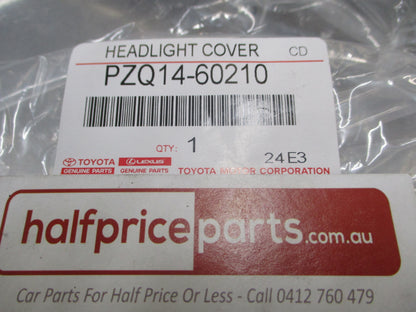 HEADLIGHT COVER CD
PZQ14-60210
QTY: 1 24E3
TOYOTA LEXUS
GENUINE PARTS GENUINE PARTS TOYOTA MOTOR CORPORATION
halfpriceparts.com.au
Car Parts For Half Price Or Less - Call 0412 760 479